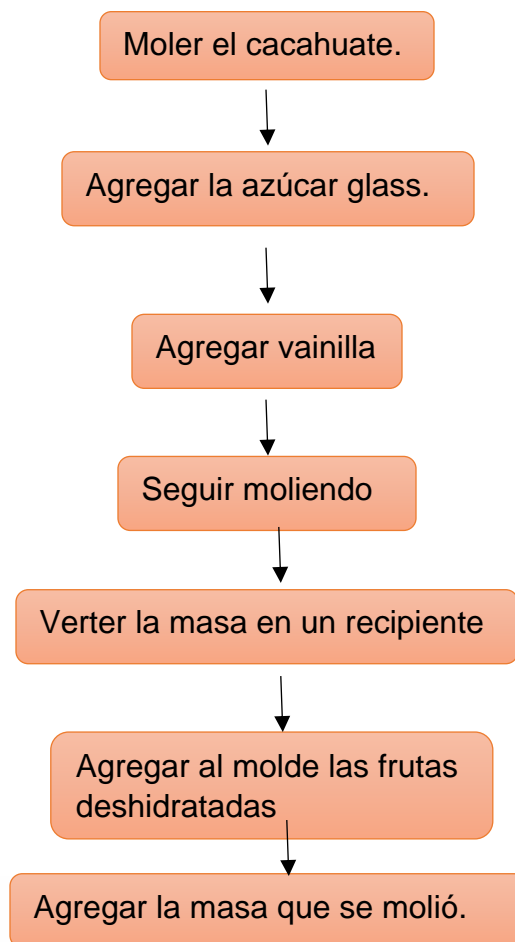 Moler el cacahuate.
Agregar la azúcar glass.
Agregar vainilla
Seguir moliendo
Verter la masa en un recipiente
Agregar al molde las frutas
deshidratadas
Agregar la masa que se molió.